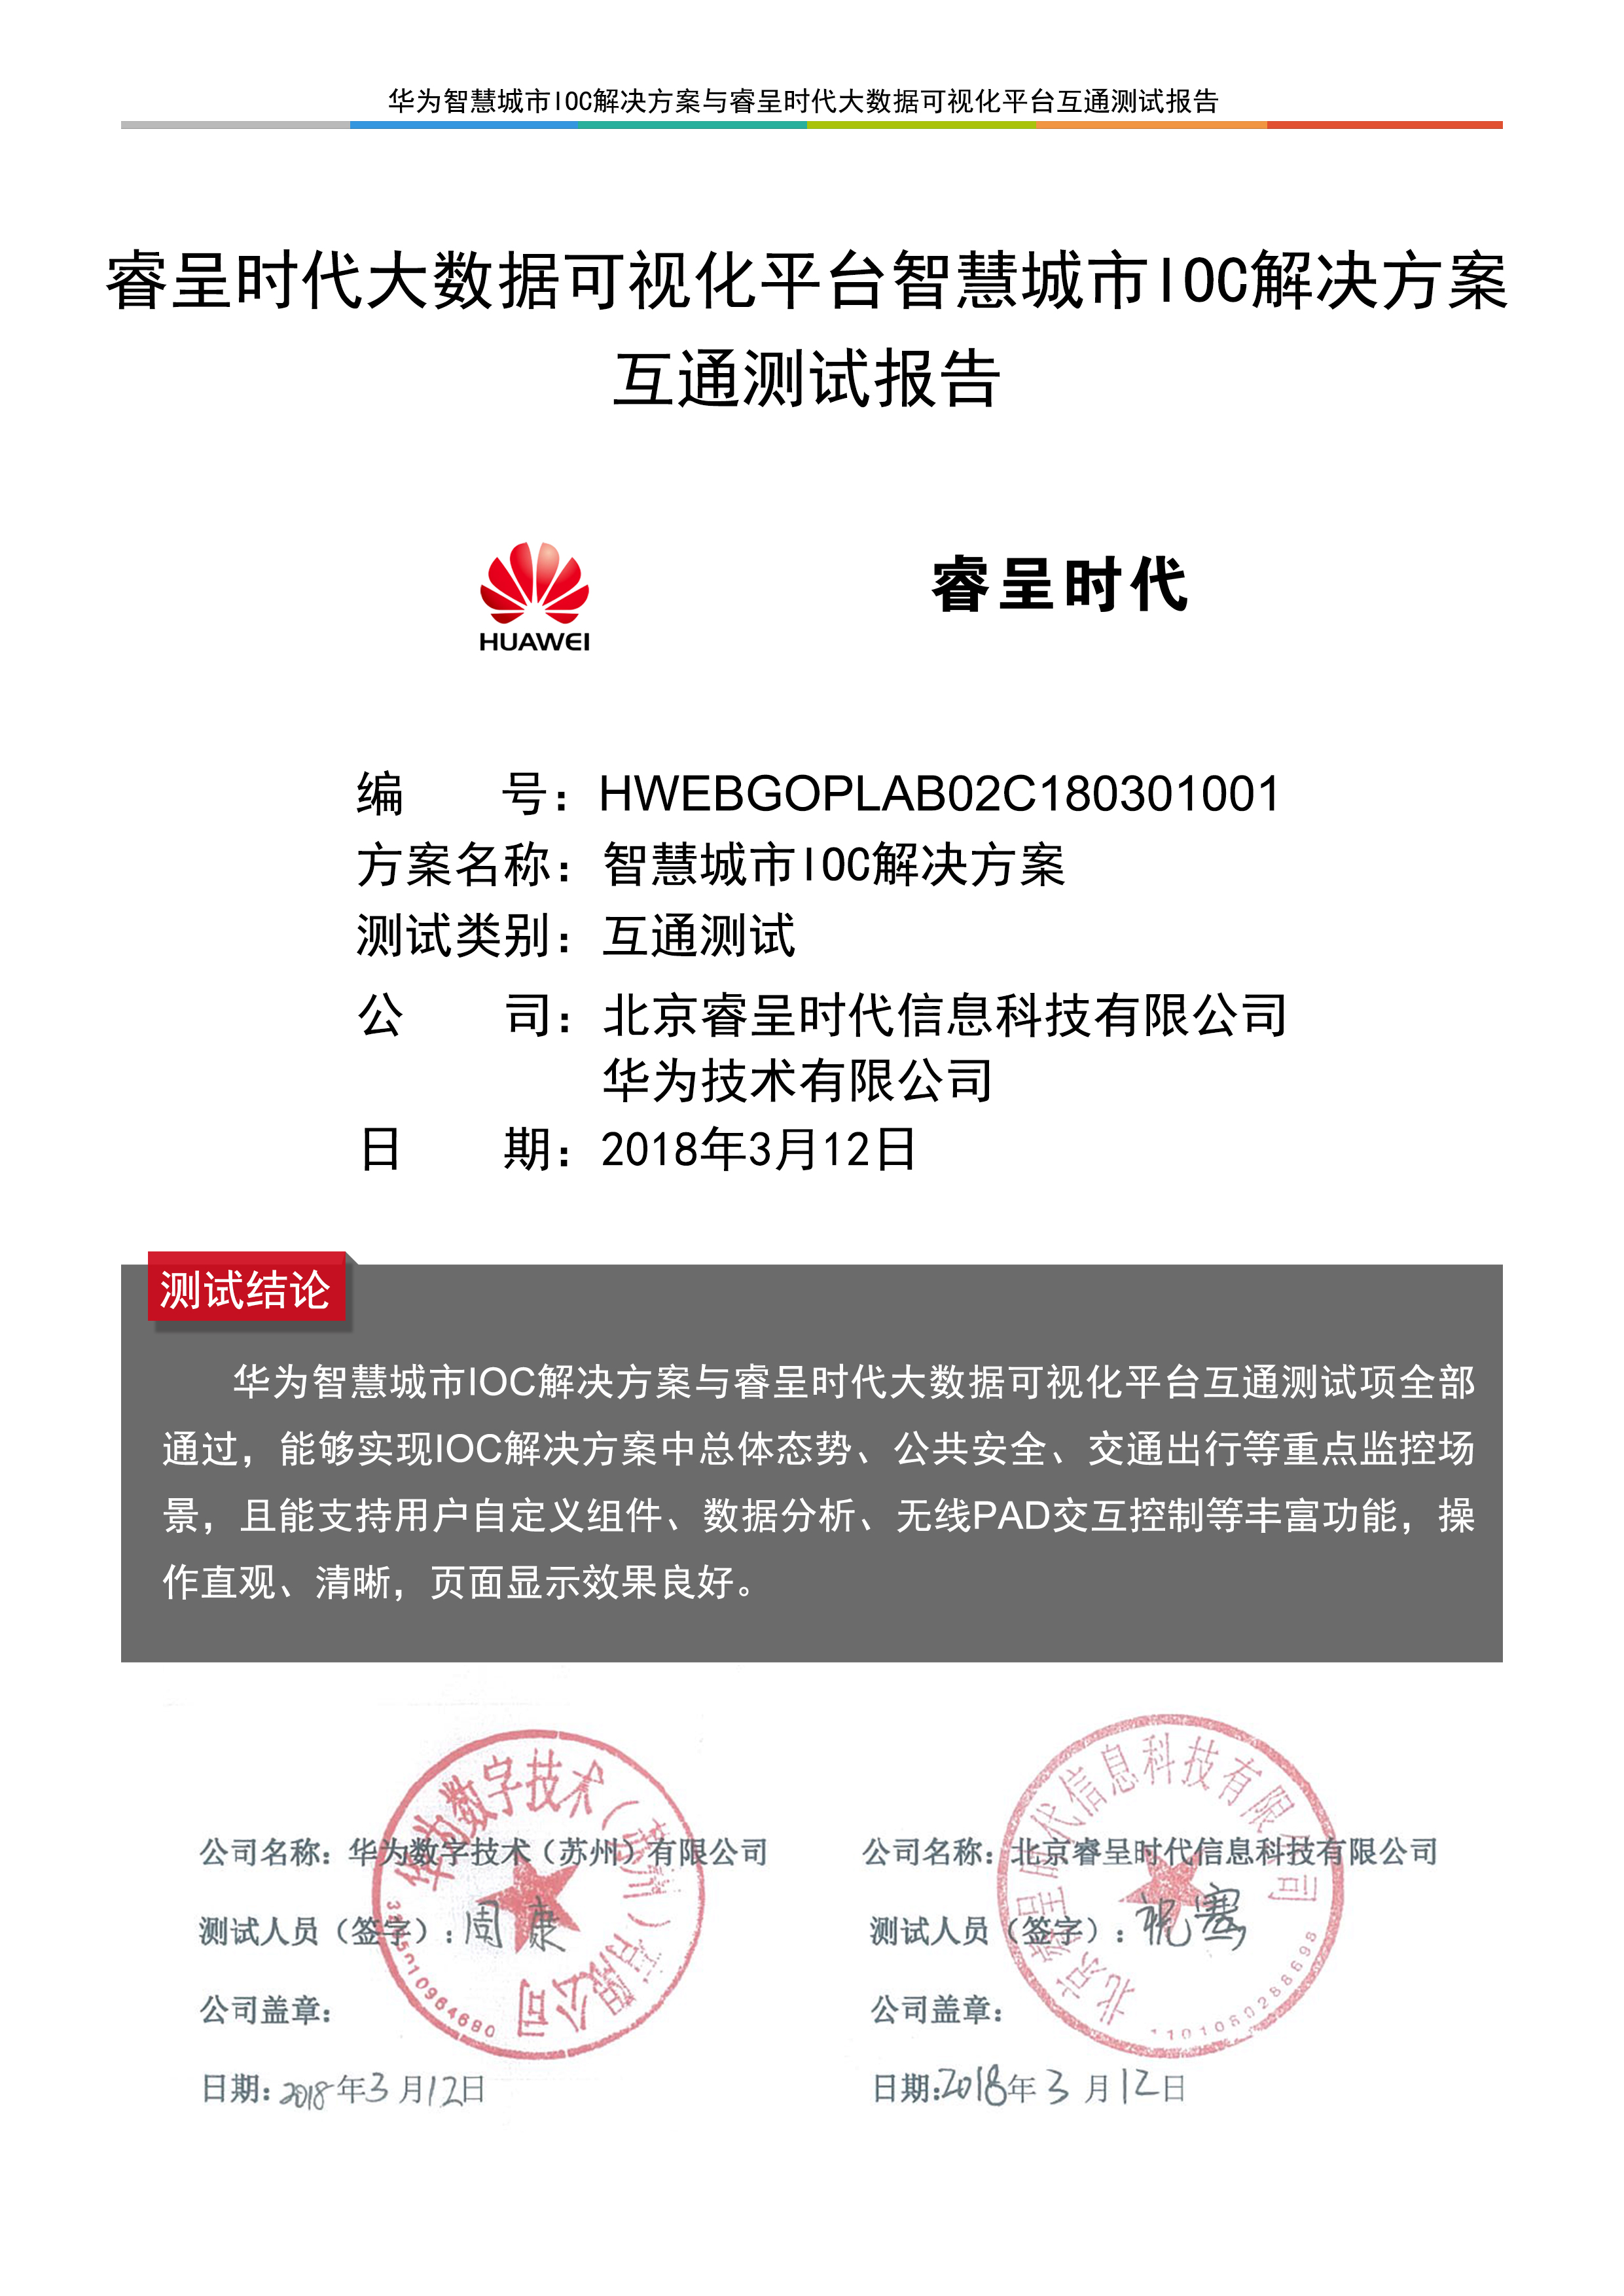 华为智慧城市IOC解决方案与睿呈时代大数据可视化平台互通测试报告
睿呈时代大数据可视化平台智慧城市IOC解决方案
互通测试报告
HUAWEI
睿呈时代
编 号：HWEBGOPLAB02C180301001
方案名称：智慧城市IOC解决方案
测试类别：互通测试
公 司：北京睿呈时代信息科技有限公司
华为技术有限公司
日 期：2018年3月12日
测试结论
华为智慧城市IOC解决方案与睿呈时代大数据可视化平台互通测试项全部
通过，能够实现IOC解决方案中总体态势、公共安全、交通出行等重点监控场
景，且能支持用户自定义组件、数据分析、无线PAD交互控制等丰富功能，操
作直观、清晰，页面显示效果良好。
华为数字技术（苏州）有限公司
公司名称：华为数字技术（苏州）有限公司
测试人员（签字）：周康
公司盖章：
日期：2018年3月12日
北京睿呈时代信息科技有限公司
公司名称：北京睿呈时代信息科技有限公司
测试人员（签字）：祝骞
公司盖章：
日期：2018年3月12日